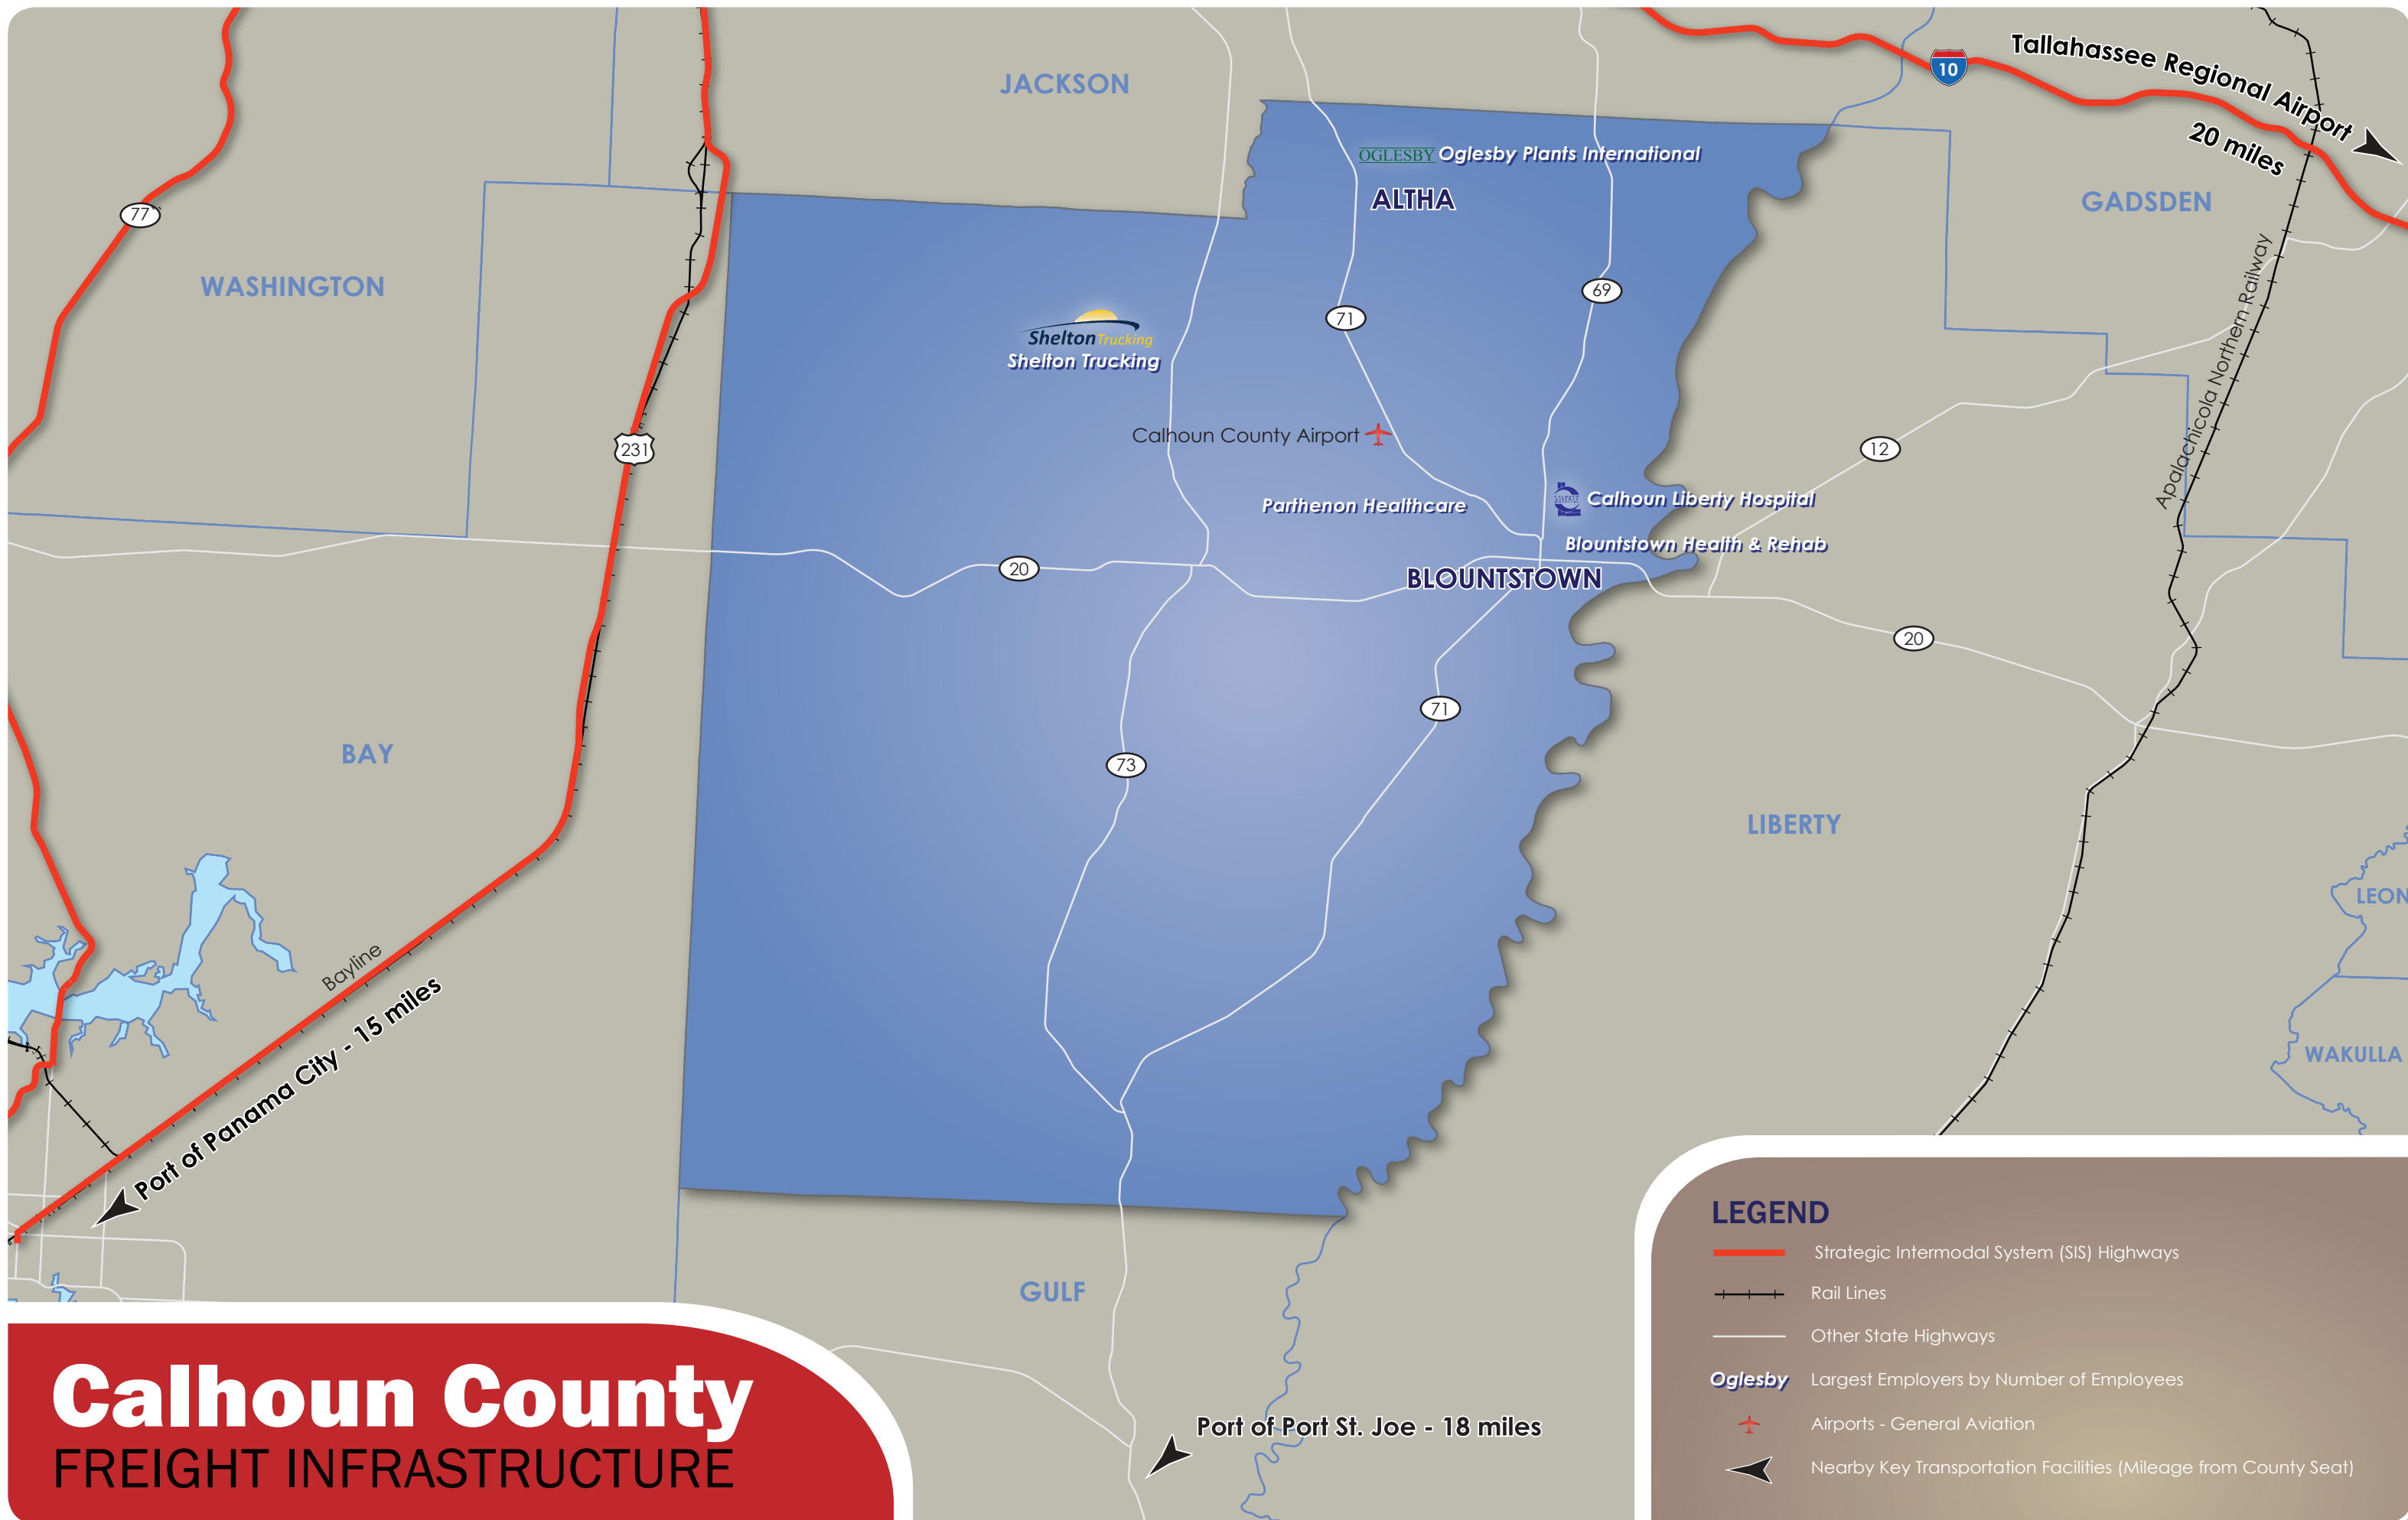 JACKSON
10
Tallahassee Regional Airport
20 miles
OGLESBY Oglesby Plants International
ALTHA
77
GADSDEN
WASHINGTON
69
71
Shelton Trucking
Shelton Trucking
Apalachicola Northern Railway
231
Calhoun County Airport
12
Parthenon Healthcare
Calhoun Liberty Hospital
Blountstown Health & Rehab
20
BLOUNTSTOWN
20
71
BAY
73
LIBERTY
LEON
Bayline
Port of Panama City - 15 miles
WAKULLA
GULF
Port of Port St. Joe - 18 miles
Calhoun County
FREIGHT INFRASTRUCTURE
LEGEND
Strategic Intermodal System (SIS) Highways
Rail Lines
Other State Highways
Oglesby Largest Employers by Number of Employees
Airports - General Aviation
Nearby Key Transportation Facilities (Mileage from County Seat)